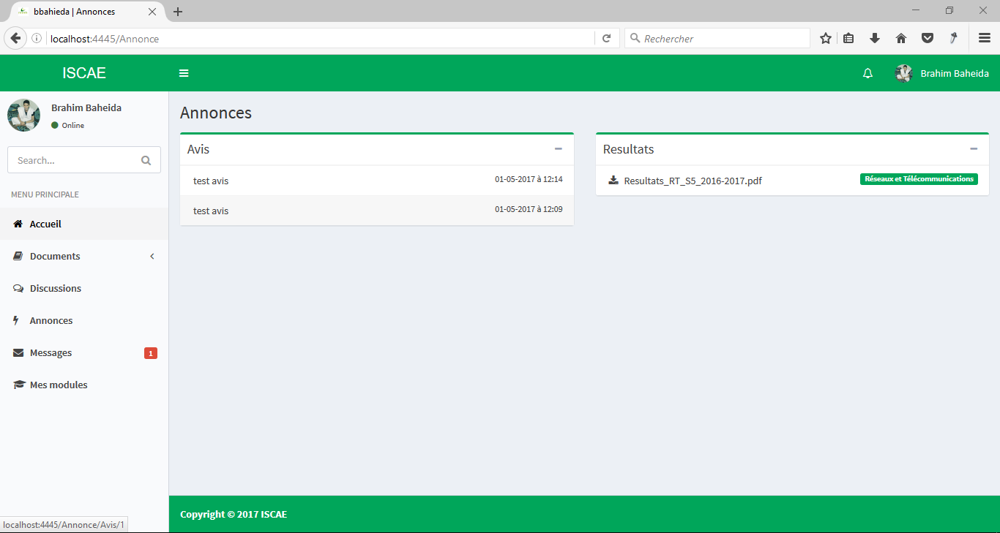 bbahieda | Annonces
localhost:4445/Annonce
Rechercher
ISCAE
Brahim Baheida
Brahim Baheida
Online
Search...
MENU PRINCIPALE
Accueil
Documents
Discussions
Annonces
Messages 1
Mes modules
Annonces
Avis
test avis 01-05-2017 à 12:14
test avis 01-05-2017 à 12:09
Resultats
Resultats_RT_S5_2016-2017.pdf Réseaux et Télécommunications
Copyright © 2017 ISCAE
localhost:4445/Annonce/Avis/1